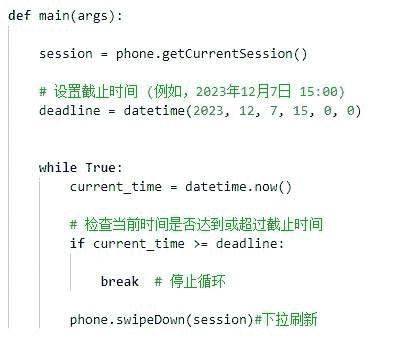 def main(args):
session = phone.getCurrentSession()
# 设置截止时间 (例如，2023年12月7日 15:00)
deadline = datetime(2023, 12, 7, 15, 0, 0)
while True:
current_time = datetime.now()
# 检查当前时间是否达到或超过截止时间
if current_time >= deadline:
break # 停止循环
phone.swipeDown(session)#下拉刷新